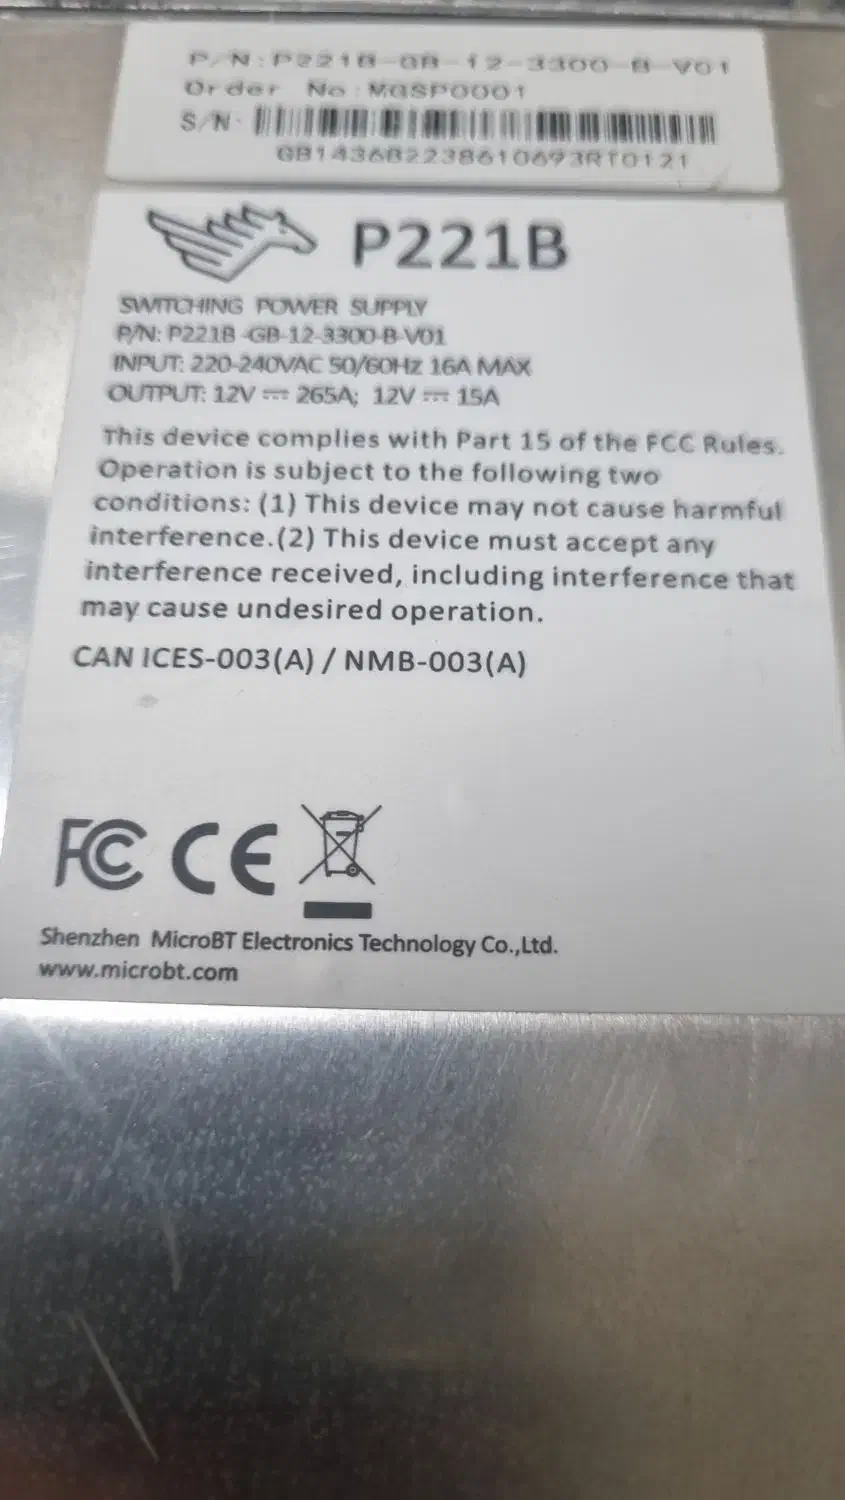 P/N:P221B-GB-12-3300-B-V01
Order No:MGSP0001
S/N:
GB1436B2238610693RT0121
P221B
SWITCHING POWER SUPPLY
P/N: P221B -GB-12-3300-B-V01
INPUT: 220-240VAC 50/60Hz 16A MAX
OUTPUT: 12V ⎓ 265A; 12V ⎓ 15A
This device complies with Part 15 of the FCC Rules.
Operation is subject to the following two
conditions: (1) This device may not cause harmful
interference.(2) This device must accept any
interference received, including interference that
may cause undesired operation.
CAN ICES-003(A) / NMB-003(A)
FC CE
Shenzhen MicroBT Electronics Technology Co.,Ltd.
www.microbt.com